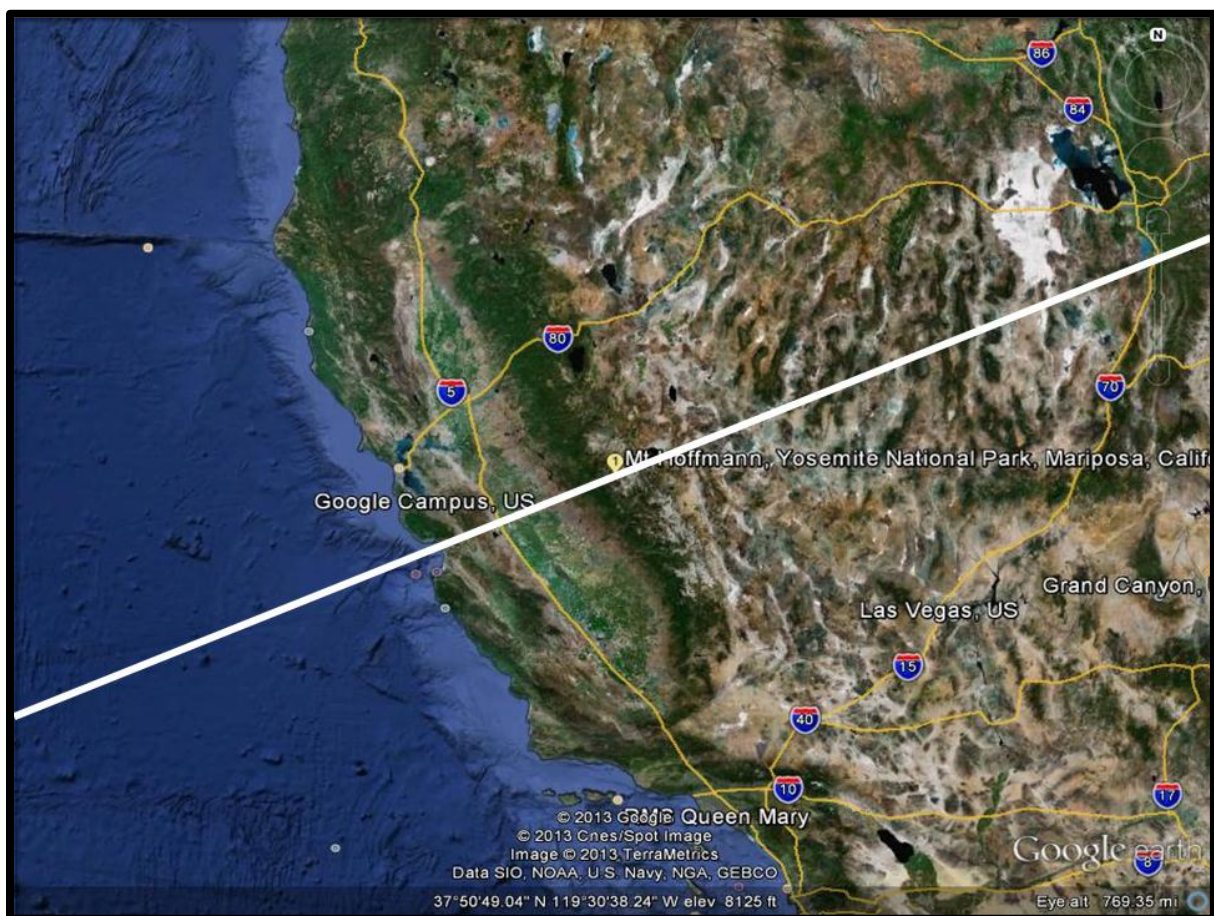 N
86
84
80
5
70
1
Mt Hoffmann, Yosemite National Park, Mariposa, Calif
Google Campus, US
Grand Canyon,
Las Vegas, US
15
40
10
17
RMS Queen Mary
© 2013 Google
© 2013 Cnes/Spot Image
Image © 2013 TerraMetrics
Data SIO, NOAA, U.S. Navy, NGA, GEBCO
Google earth
8
37°50'49.04" N 119°30'38.24" W elev 8125 ft
Eye alt 769.35 mi